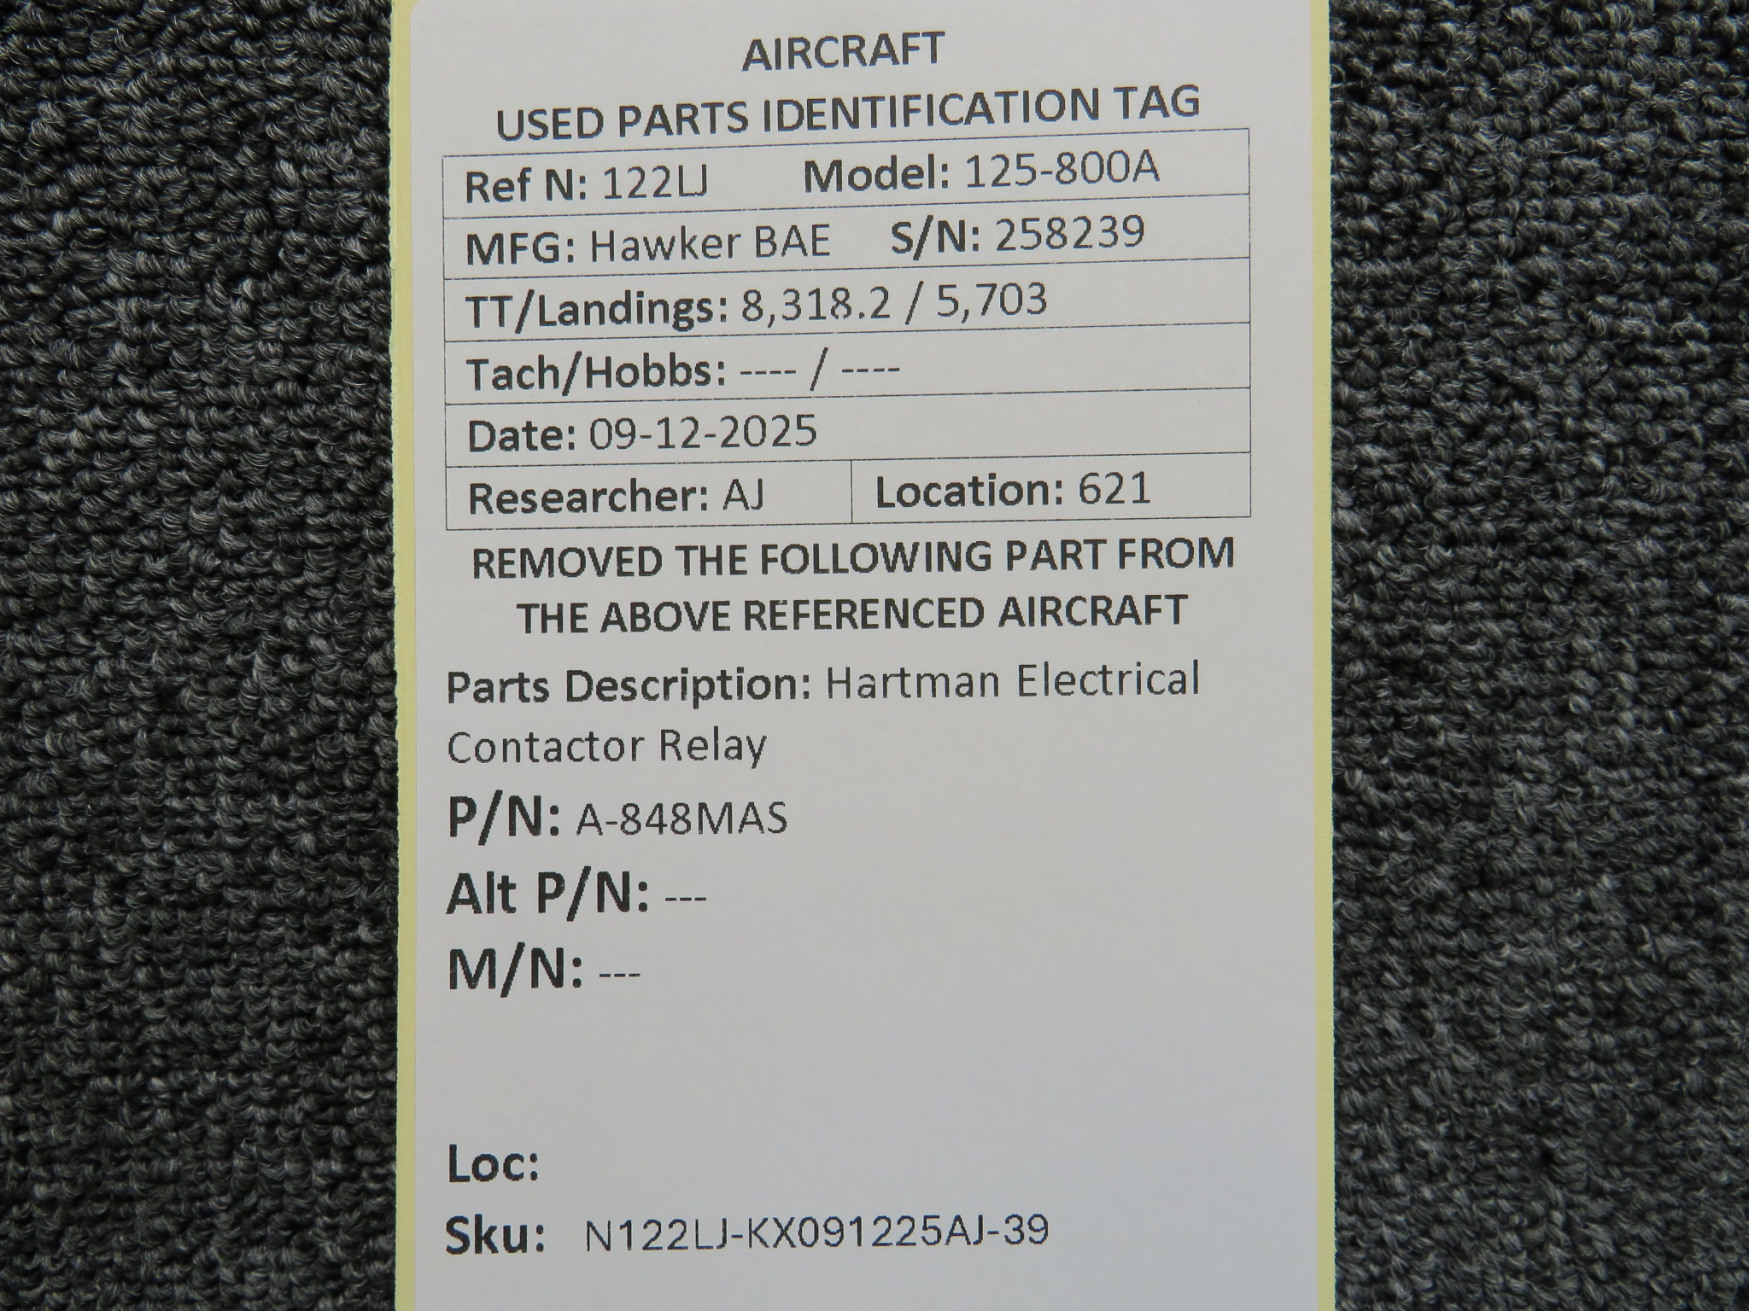 AIRCRAFT
USED PARTS IDENTIFICATION TAG
Ref N: 122LJ Model: 125-800A
MFG: Hawker BAE S/N: 258239
TT/Landings: 8,318.2 / 5,703
Tach/Hobbs: ---- / ----
Date: 09-12-2025
Researcher: AJ Location: 621
REMOVED THE FOLLOWING PART FROM
THE ABOVE REFERENCED AIRCRAFT
Parts Description: Hartman Electrical
Contactor Relay
P/N: A-848MAS
Alt P/N: ---
M/N: ---
Loc:
Sku: N122LJ-KX091225AJ-39